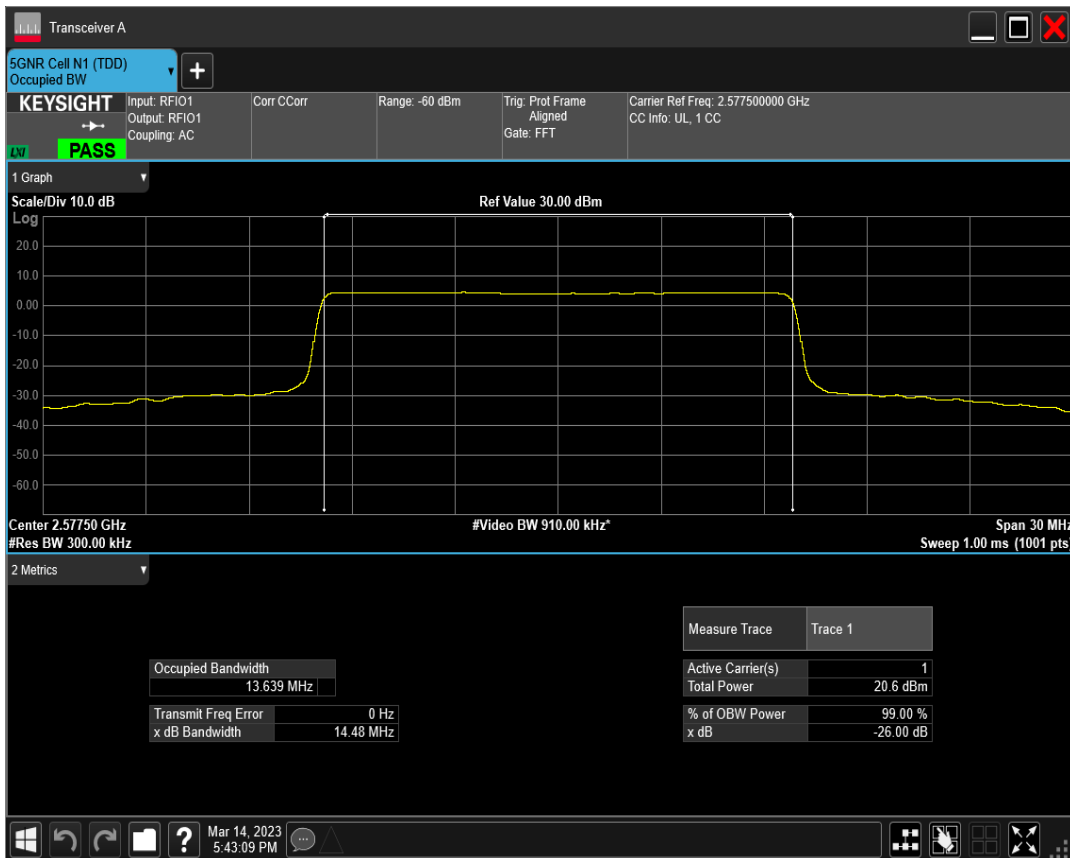 Transceiver A
5GNR Cell N1 (TDD)
Occupied BW
KEYSIGHT
LXI
PASS
Input: RFIO1
Output: RFIO1
Coupling: AC
Corr CCorr
Range: -60 dBm
Trig: Prot Frame
Aligned
Gate: FFT
Carrier Ref Freq: 2.577500000 GHz
CC Info: UL, 1 CC
1 Graph
Scale/Div 10.0 dB
Ref Value 30.00 dBm
Log
20.0
10.0
0.00
-10.0
-20.0
-30.0
-40.0
-50.0
-60.0
Center 2.57750 GHz
#Video BW 910.00 kHz*
Span 30 MHz
#Res BW 300.00 kHz
Sweep 1.00 ms (1001 pts)
2 Metrics
Measure Trace Trace 1
Occupied Bandwidth
13.639 MHz
Active Carrier(s) 1
Total Power 20.6 dBm
Transmit Freq Error 0 Hz
x dB Bandwidth 14.48 MHz
% of OBW Power 99.00 %
x dB -26.00 dB
?
Mar 14, 2023
5:43:09 PM